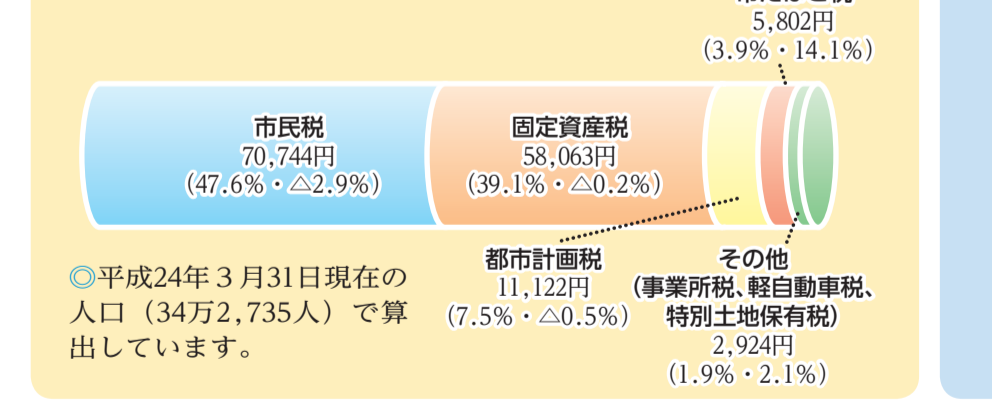 5,802円
(3.9%・14.1%)
市民税
70,744円
(47.6%・△2.9%)
固定資産税
58,063円
(39.1%・△0.2%)
都市計画税
11,122円
(7.5%・△0.5%)
その他
(事業所税、軽自動車税、
特別土地保有税)
2,924円
(1.9%・2.1%)
◎平成24年3月31日現在の
人口（34万2,735人）で算
出しています。